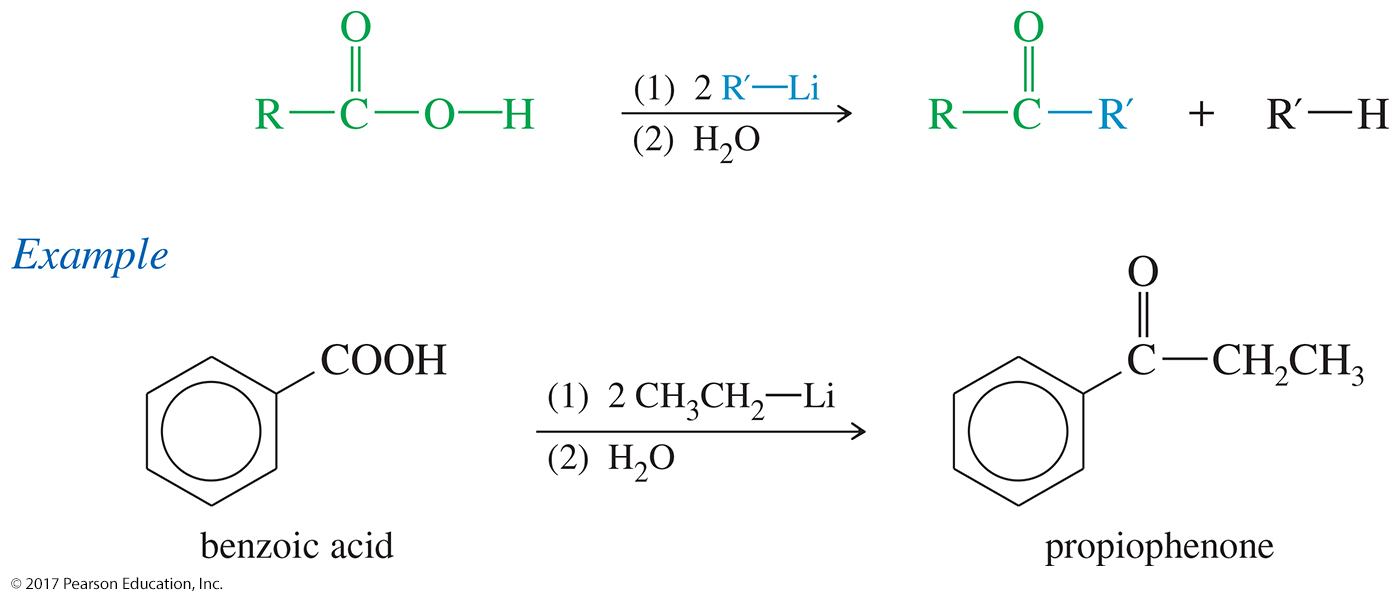 O
R—C—O—H
(1) 2 R′—Li
(2) H₂O
O
R—C—R′ + R′—H
Example
COOH
(1) 2 CH₃CH₂—Li
(2) H₂O
O
C—CH₂CH₃
benzoic acid
propiophenone
© 2017 Pearson Education, Inc.